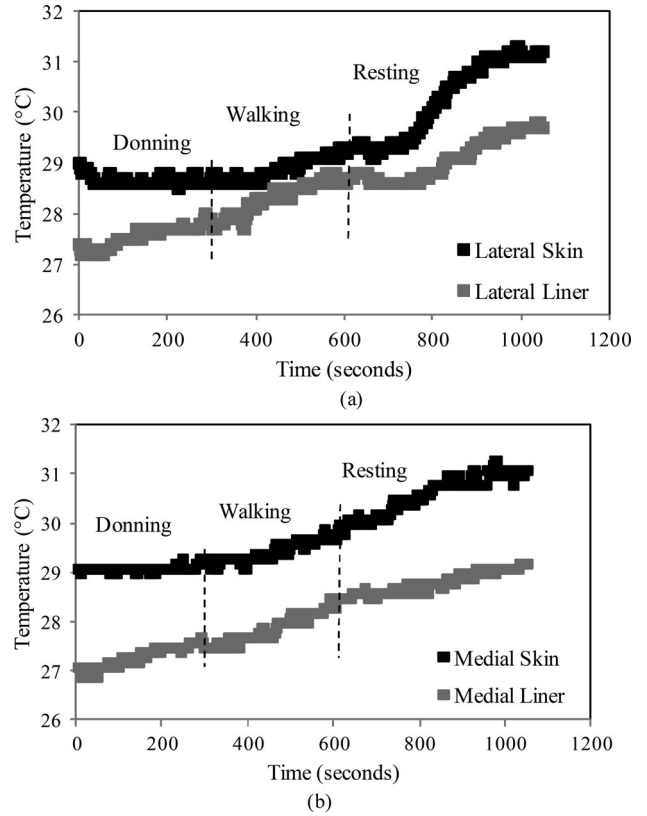 32
31
30
29
28
27
26
Temperature (°C)
Donning
Walking
Resting
Lateral Skin
Lateral Liner
0 200 400 600 800 1000 1200
Time (seconds)
(a)
32
31
30
29
28
27
26
Temperature (°C)
Donning
Walking
Resting
Medial Skin
Medial Liner
0 200 400 600 800 1000 1200
Time (seconds)
(b)